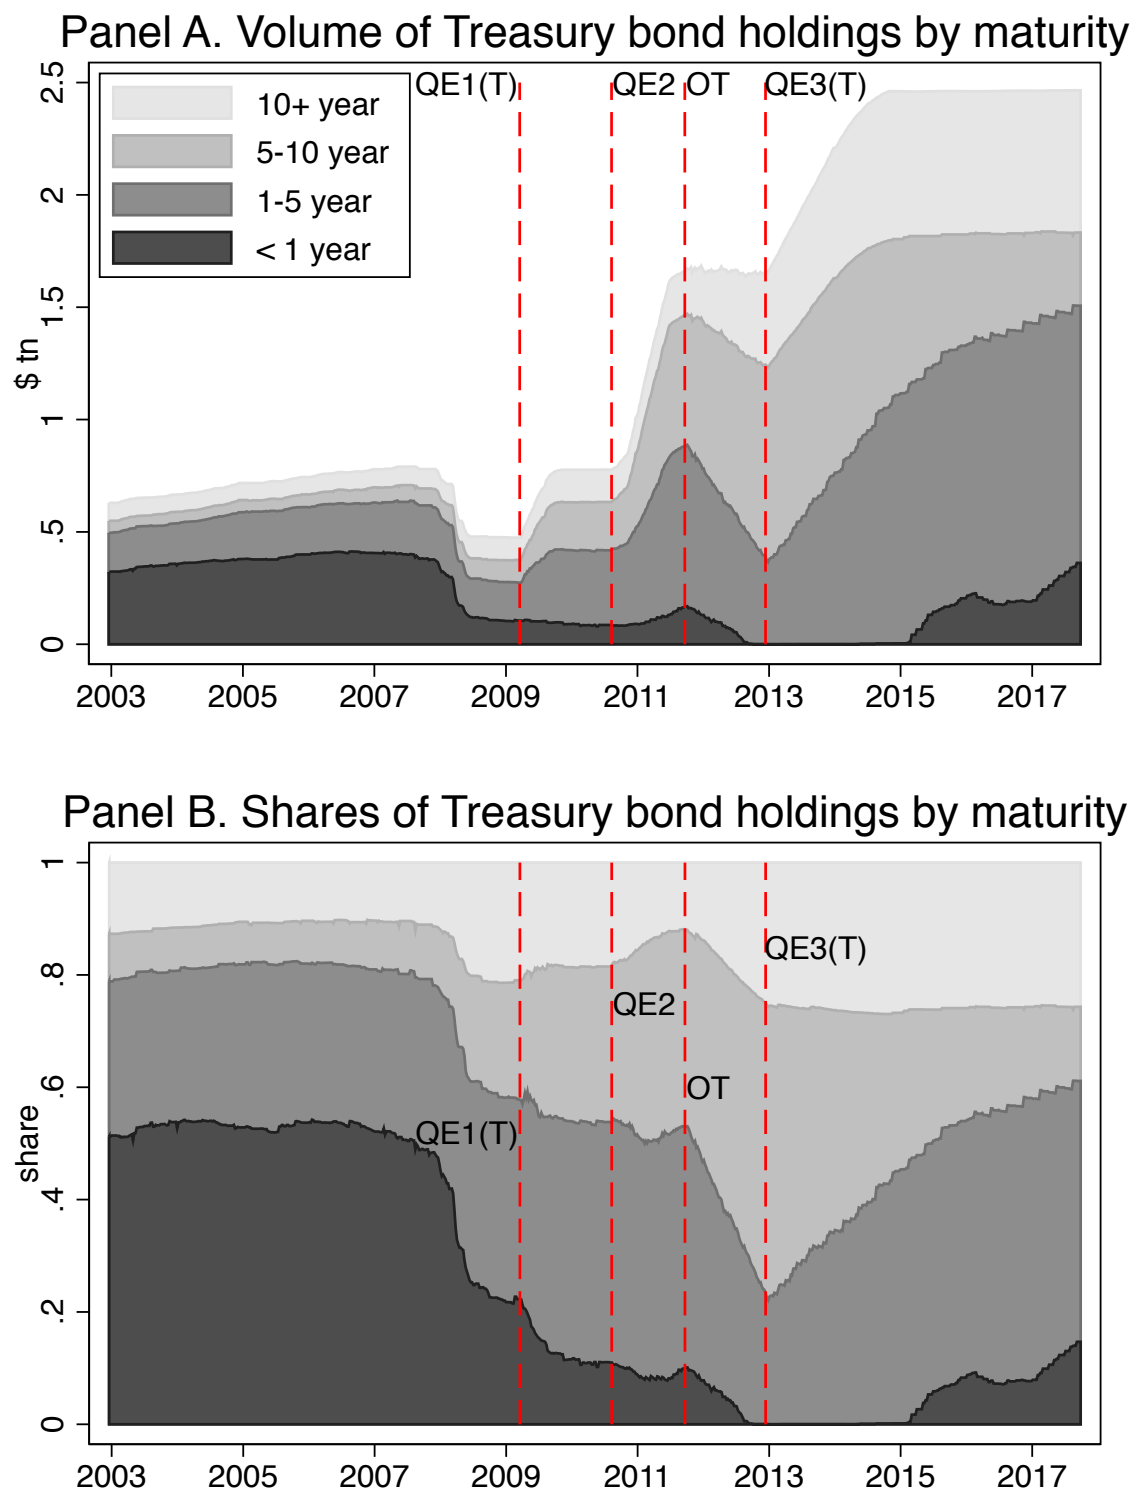 Panel A. Volume of Treasury bond holdings by maturity
10+ year
5-10 year
1-5 year
< 1 year
QE1(T)
QE2
OT
QE3(T)
2.5
2
1.5
1
.5
0
$ tn
2003 2005 2007 2009 2011 2013 2015 2017
Panel B. Shares of Treasury bond holdings by maturity
1
.8
.6
.4
.2
0
share
QE3(T)
QE2
OT
QE1(T)
2003 2005 2007 2009 2011 2013 2015 2017